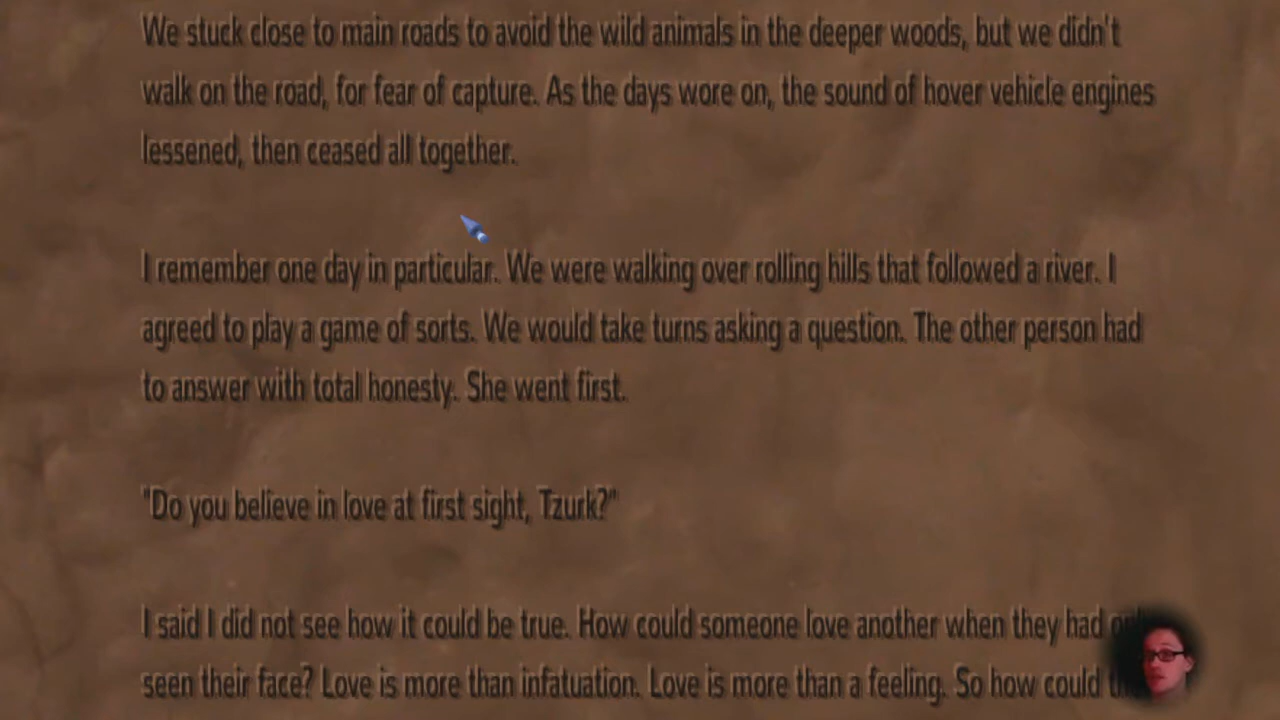 We stuck close to main roads to avoid the wild animals in the deeper woods, but we didn't
walk on the road, for fear of capture. As the days wore on, the sound of hover vehicle engines
lessened, then ceased all together.
I remember one day in particular. We were walking over rolling hills that followed a river. I
agreed to play a game of sorts. We would take turns asking a question. The other person had
to answer with total honesty. She went first.
"Do you believe in love at first sight, Tzurk?"
I said I did not see how it could be true. How could someone love another when they had
seen their face? Love is more than infatuation. Love is more than a feeling. So how could